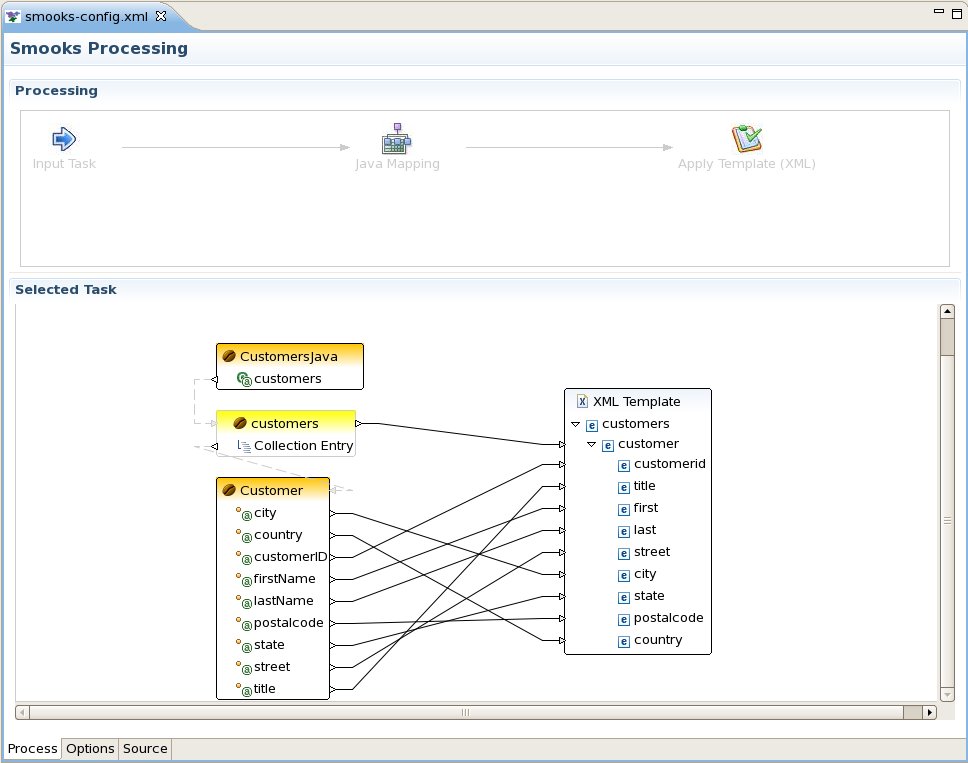 smooks-config.xml
Smooks Processing
Processing
Input Task
Java Mapping
Apply Template (XML)
Selected Task
CustomersJava
customers
customers
Collection Entry
Customer
city
country
customerID
firstName
lastName
postalcode
state
street
title
XML Template
customers
customer
customerid
title
first
last
street
city
state
postalcode
country
Process Options Source